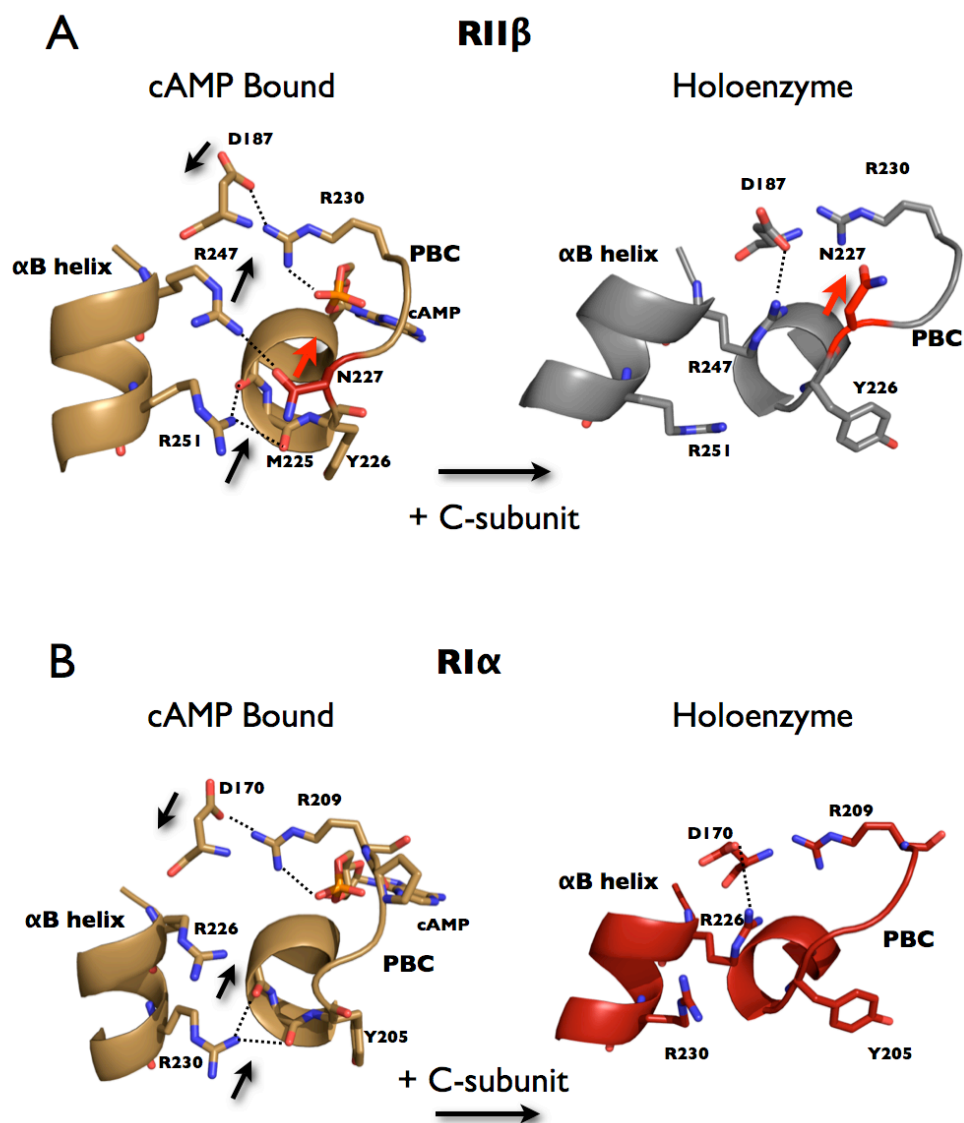 A
RIIβ
cAMP Bound
Holoenzyme
D187
R230
D187
R230
R247
PBC
N227
αB helix
αB helix
cAMP
PBC
N227
R247
Y226
R251
M225
Y226
R251
+ C-subunit
B
RIα
cAMP Bound
Holoenzyme
D170
R209
R209
D170
αB helix
αB helix
R226
cAMP
R226
PBC
PBC
Y205
R230
R230
Y205
+ C-subunit